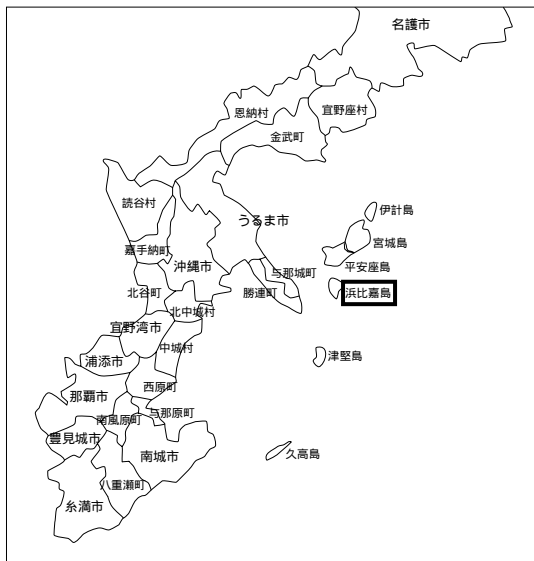 名護市
恩納村
宜野座村
金武町
読谷村
伊計島
うるま市
宮城島
嘉手納町
沖縄市
平安座島
与那城町
北谷町
勝連町
浜比嘉島
北中城村
宜野湾市
中城村
津堅島
浦添市
西原町
那覇市
与那原町
南風原町
豊見城市
久高島
南城市
八重瀬町
糸満市